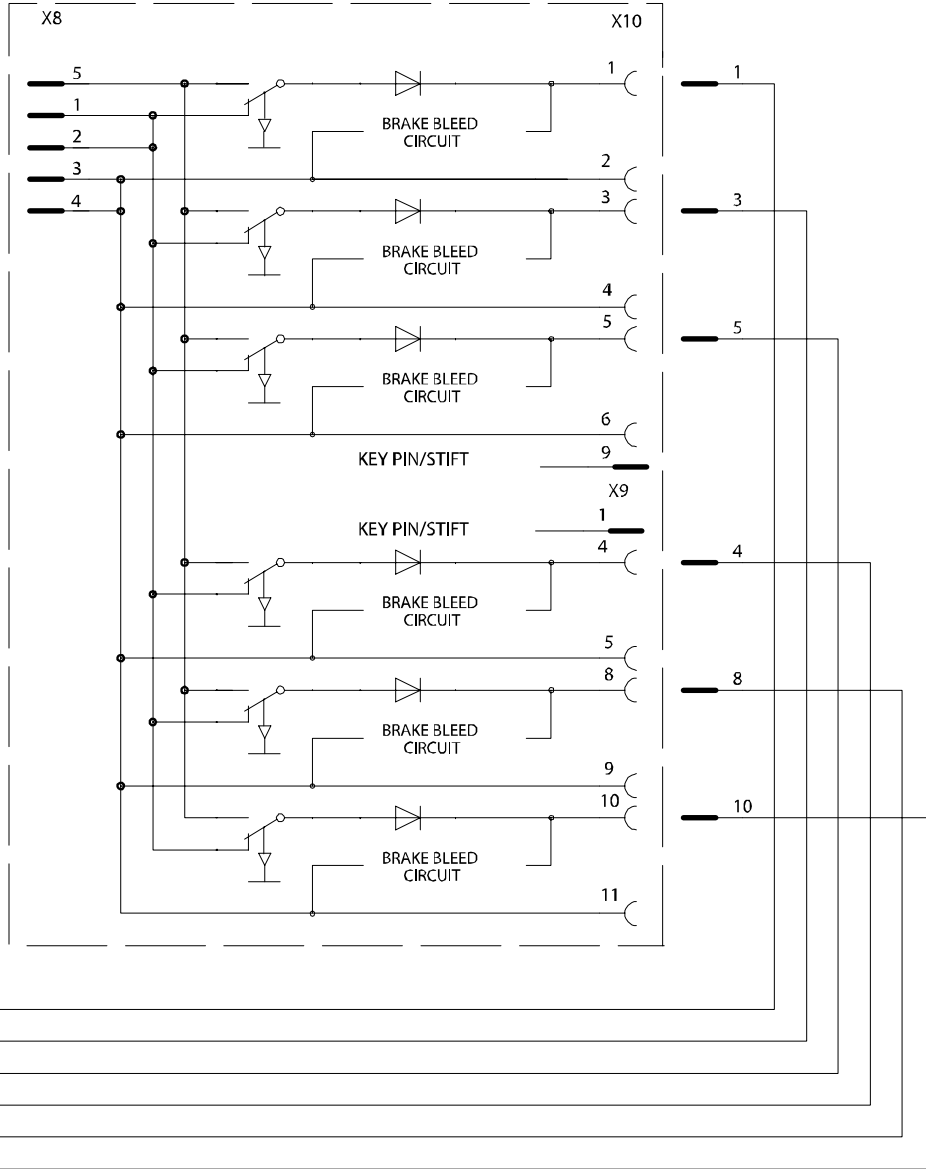 X8
X10
5
1
1
1
BRAKE BLEED
CIRCUIT
2
3
2
4
3
3
BRAKE BLEED
CIRCUIT
4
5
5
BRAKE BLEED
CIRCUIT
6
KEY PIN/STIFT
9
X9
KEY PIN/STIFT
1
4
4
BRAKE BLEED
CIRCUIT
5
8
8
BRAKE BLEED
CIRCUIT
9
10
10
BRAKE BLEED
CIRCUIT
11